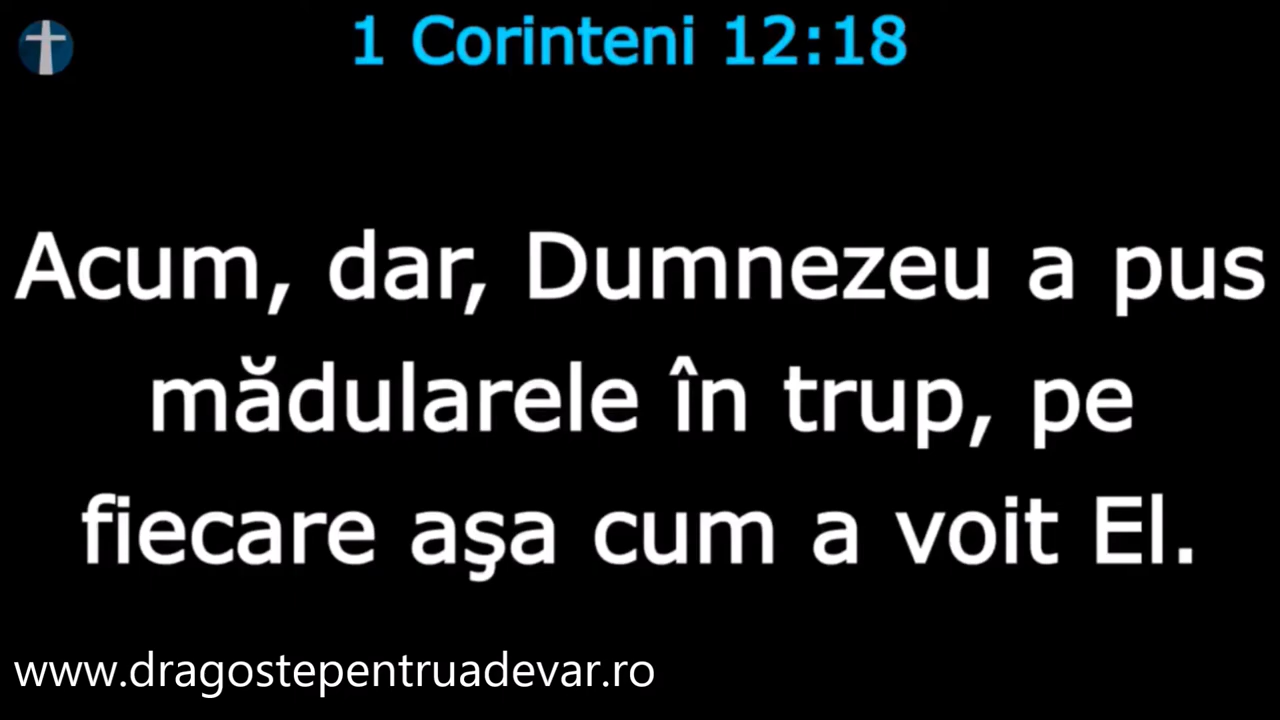 1 Corinteni 12:18
Acum, dar, Dumnezeu a pus
mădularele în trup, pe
fiecare aşa cum a voit El.
www.dragostepentruadevar.ro